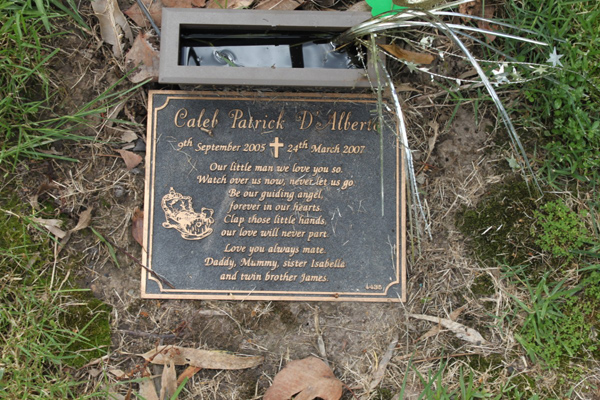 Caleb Patrick D'Alberto
9th September 2005 24th March 2007
Our little man we love you so.
Watch over us now, never let us go.
Be our guiding angel,
forever in our hearts.
Clap those little hands,
our love will never part.
Love you always mate.
Daddy, Mummy, sister Isabella
and twin brother James.